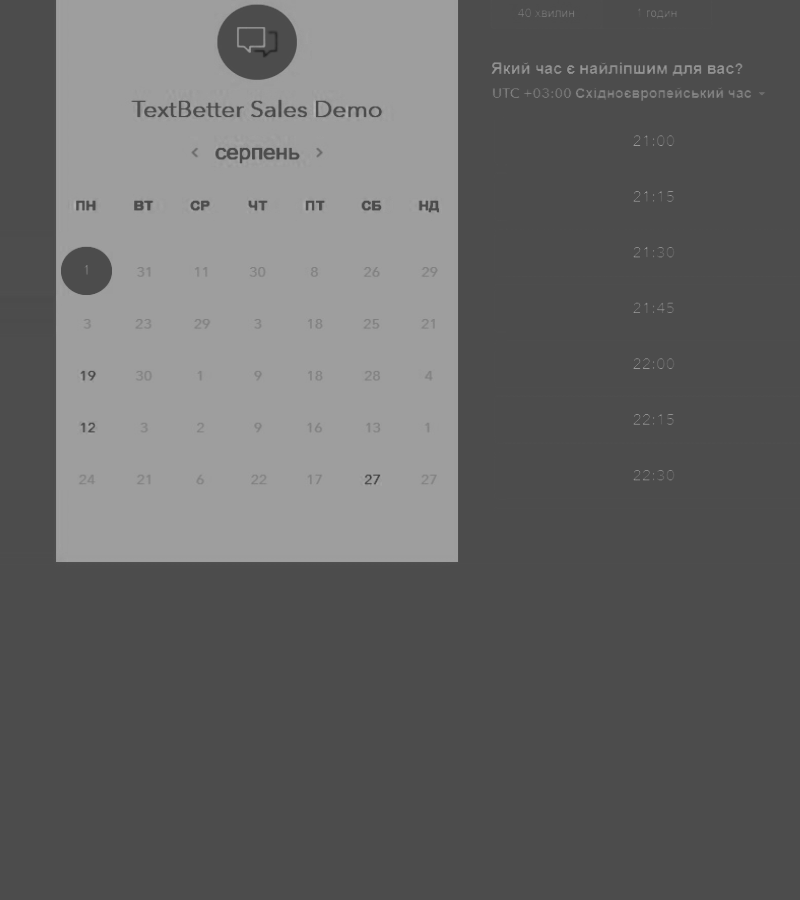 TextBetter Sales Demo
серпень
ПН ВТ СР ЧТ ПТ СБ НД
1 31 11 30 8 26 29
3 23 29 3 18 25 21
19 30 1 9 18 28 4
12 3 2 9 16 13 1
24 21 6 22 17 27 27
40 хвилин 1 годин
Який час є найліпшим для вас?
UTC +03:00 Східноєвропейський час
21:00
21:15
21:30
21:45
22:00
22:15
22:30